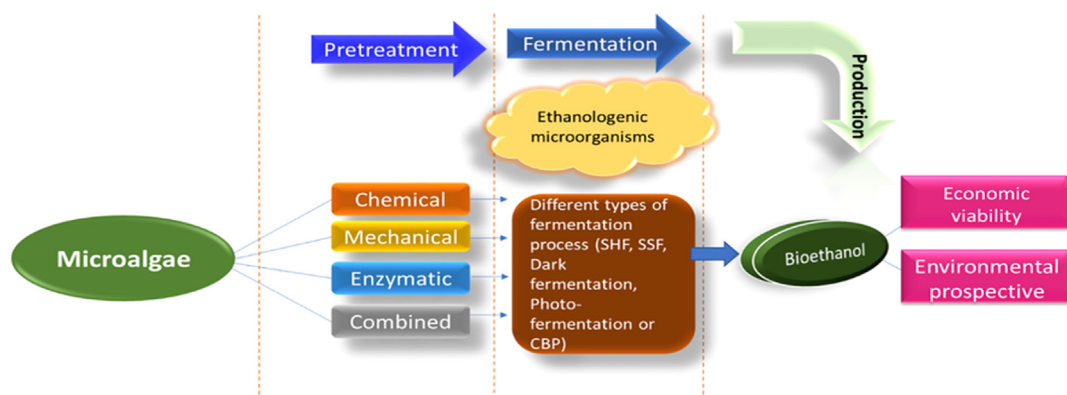 Pretreatment
Fermentation
Production
Ethanologenic
microorganisms
Microalgae
Chemical
Mechanical
Enzymatic
Combined
Different types of
fermentation
process (SHF, SSF,
Dark
fermentation,
Photo-
fermentation or
CBP)
Bioethanol
Economic
viability
Environmental
prospective